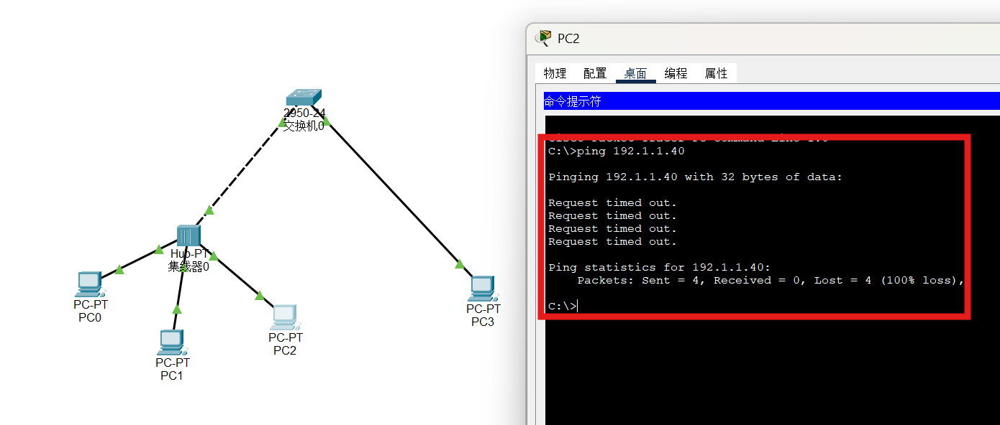 2950-24
交换机0
Hub-PT
集线器0
PC-PT
PC0
PC-PT
PC1
PC-PT
PC2
PC-PT
PC3
PC2
物理 配置 桌面 编程 属性
命令提示符
C:\>ping 192.1.1.40
Pinging 192.1.1.40 with 32 bytes of data:
Request timed out.
Request timed out.
Request timed out.
Request timed out.
Ping statistics for 192.1.1.40:
Packets: Sent = 4, Received = 0, Lost = 4 (100% loss),
C:\>